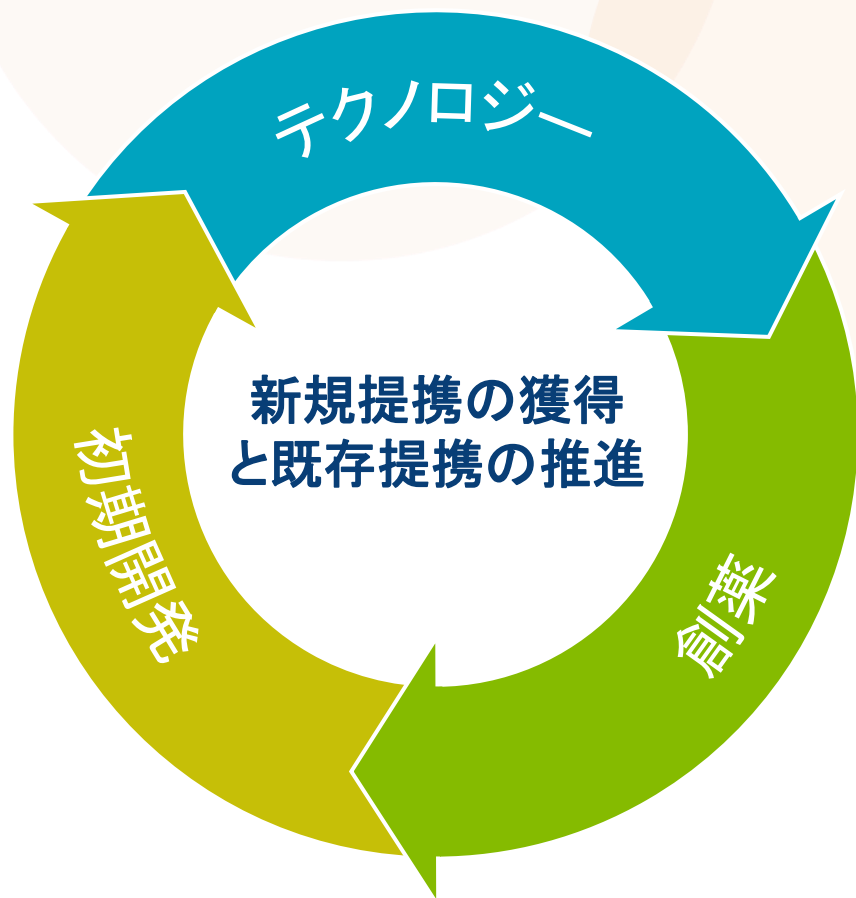 テクノロジー
新規提携の獲得
と既存提携の推進
初期開発
創薬